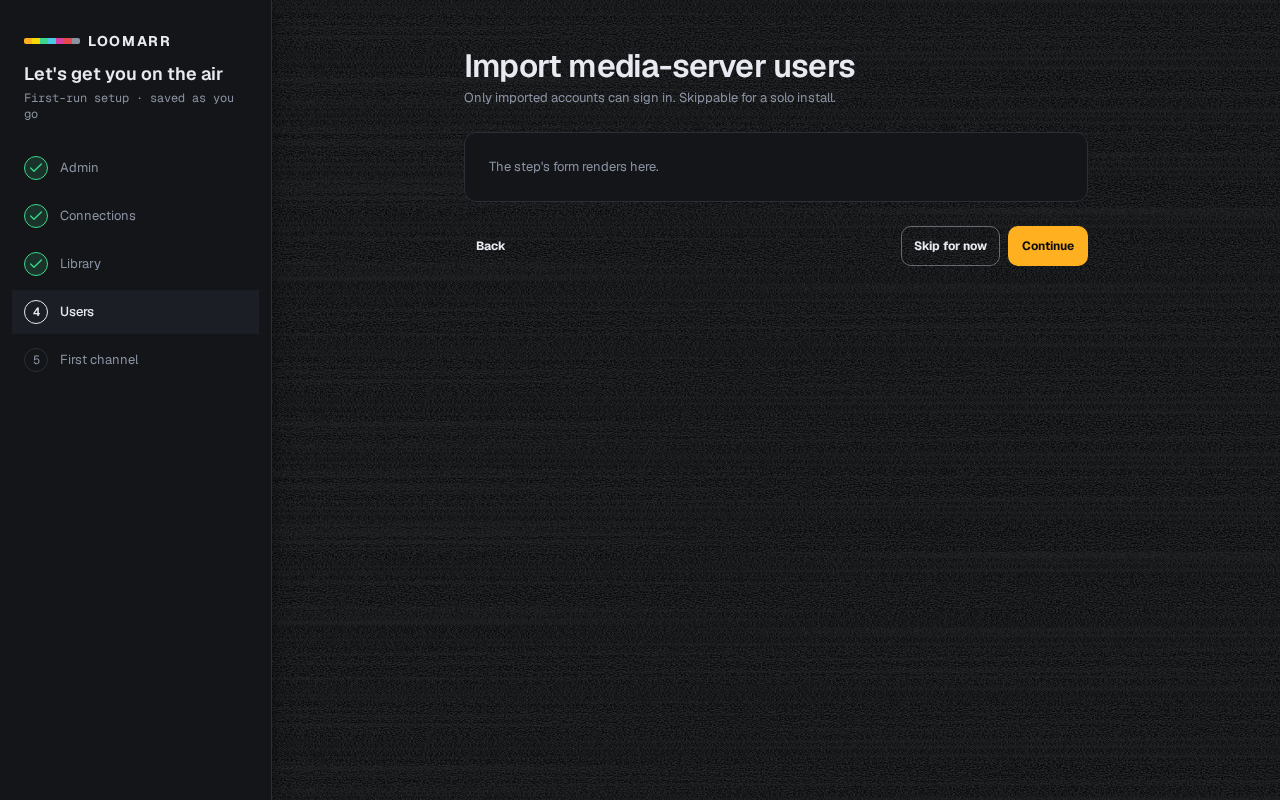 LOOMARR
Let's get you on the air
First-run setup · saved as you
go
Admin
Connections
Library
4 Users
5 First channel
Import media-server users
Only imported accounts can sign in. Skippable for a solo install.
The step's form renders here.
Back
Skip for now
Continue